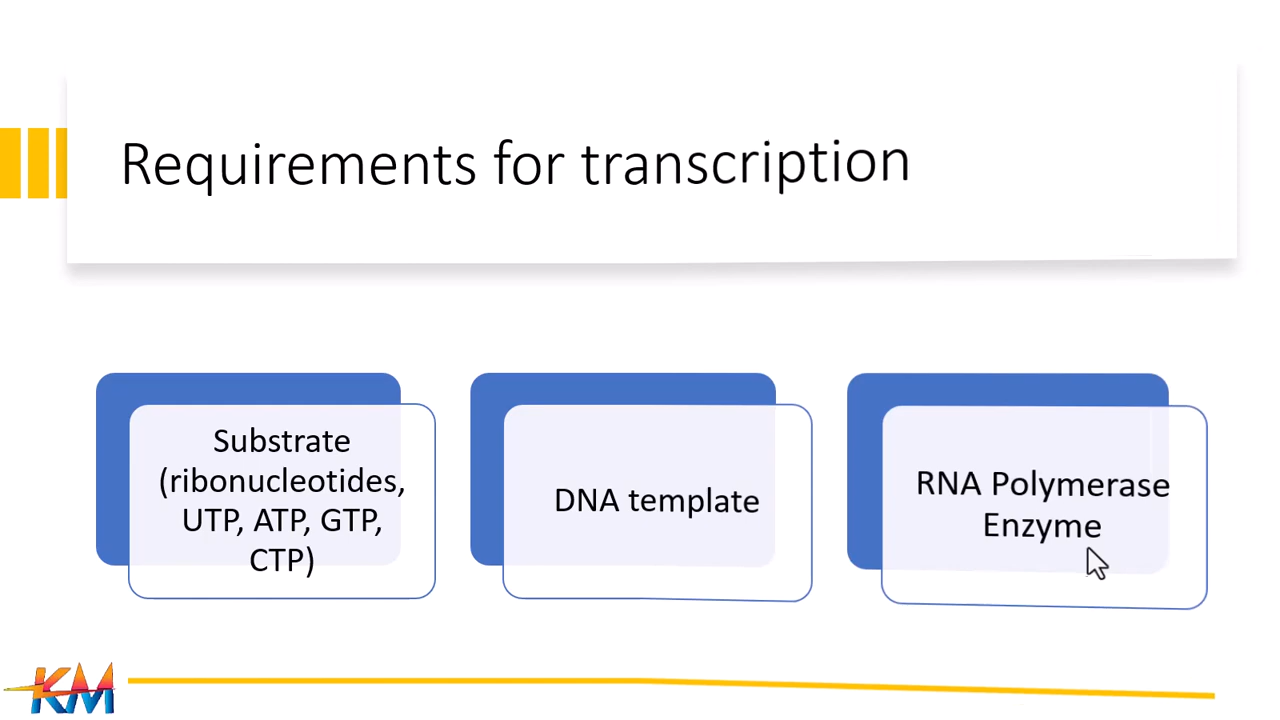 Requirements for transcription
Substrate
(ribonucleotides,
UTP, ATP, GTP,
CTP)
DNA template
RNA Polymerase
Enzyme
KM